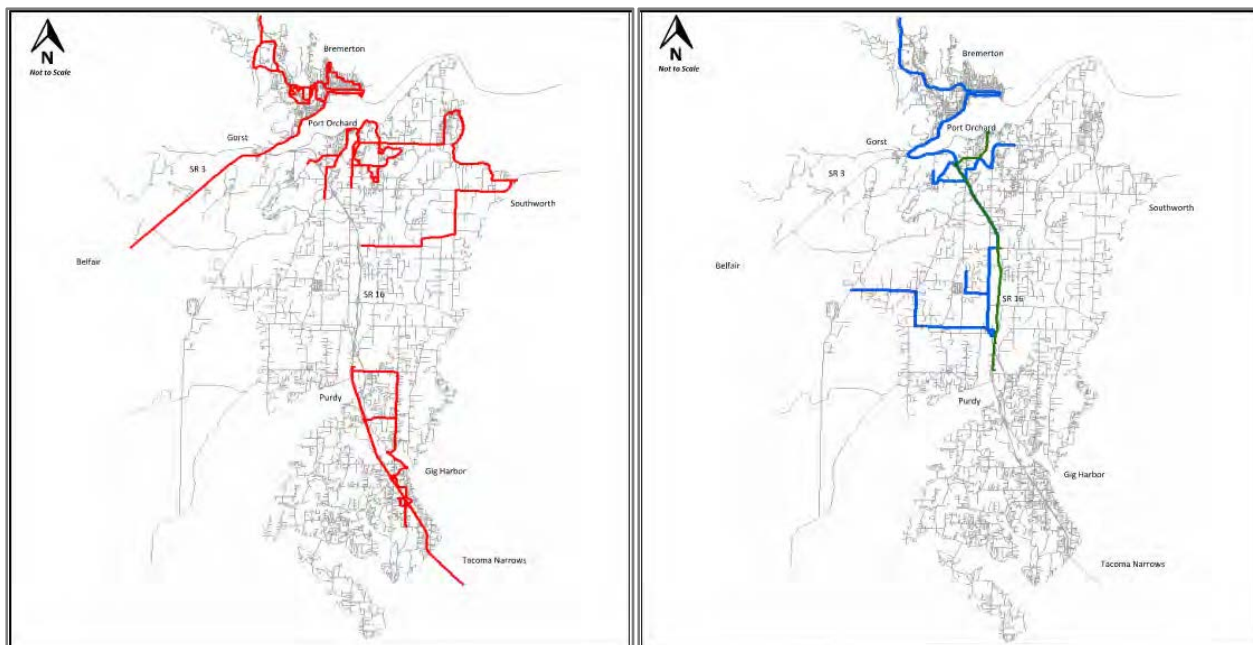 N
Not to Scale
Bremerton
Port Orchard
Gorst
SR 3
Southworth
Belfair
SR 16
Purdy
Gig Harbor
Tacoma Narrows
N
Not to Scale
Bremerton
Port Orchard
Gorst
SR 3
Southworth
Belfair
SR 16
Purdy
Gig Harbor
Tacoma Narrows